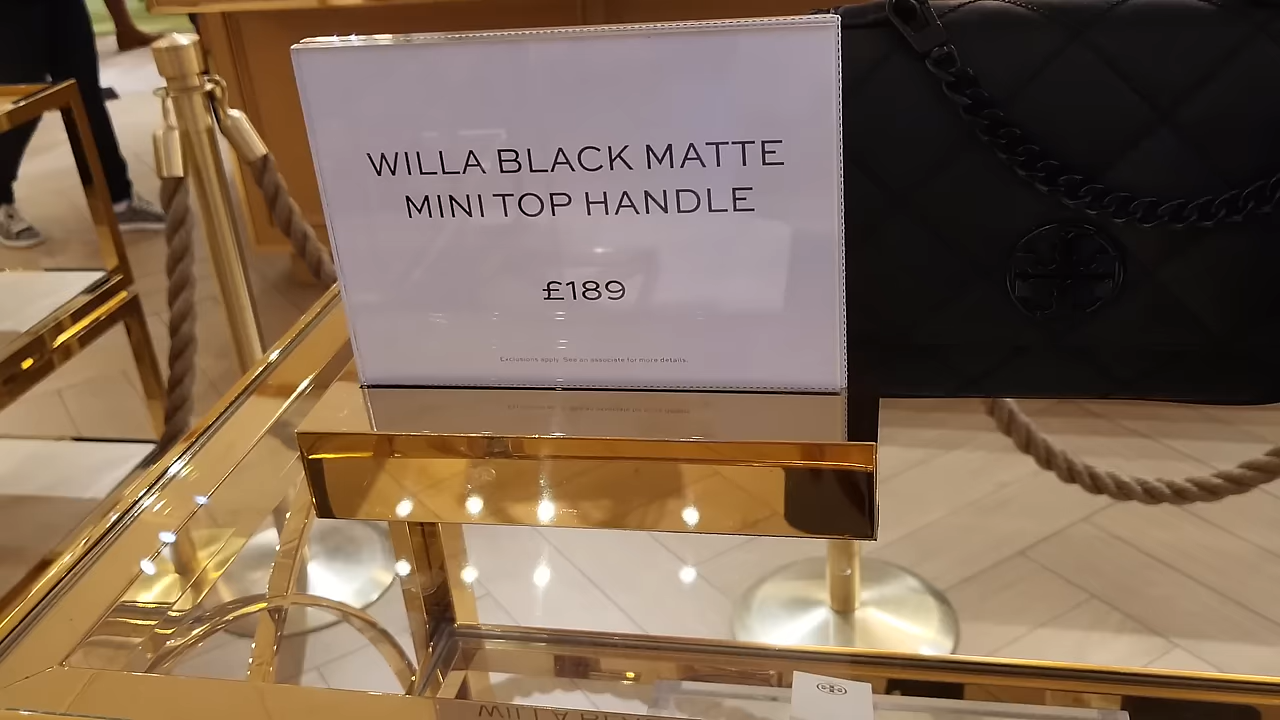 WILLA BLACK MATTE
MINI TOP HANDLE
£189
Exclusions apply. See an associate for more details.